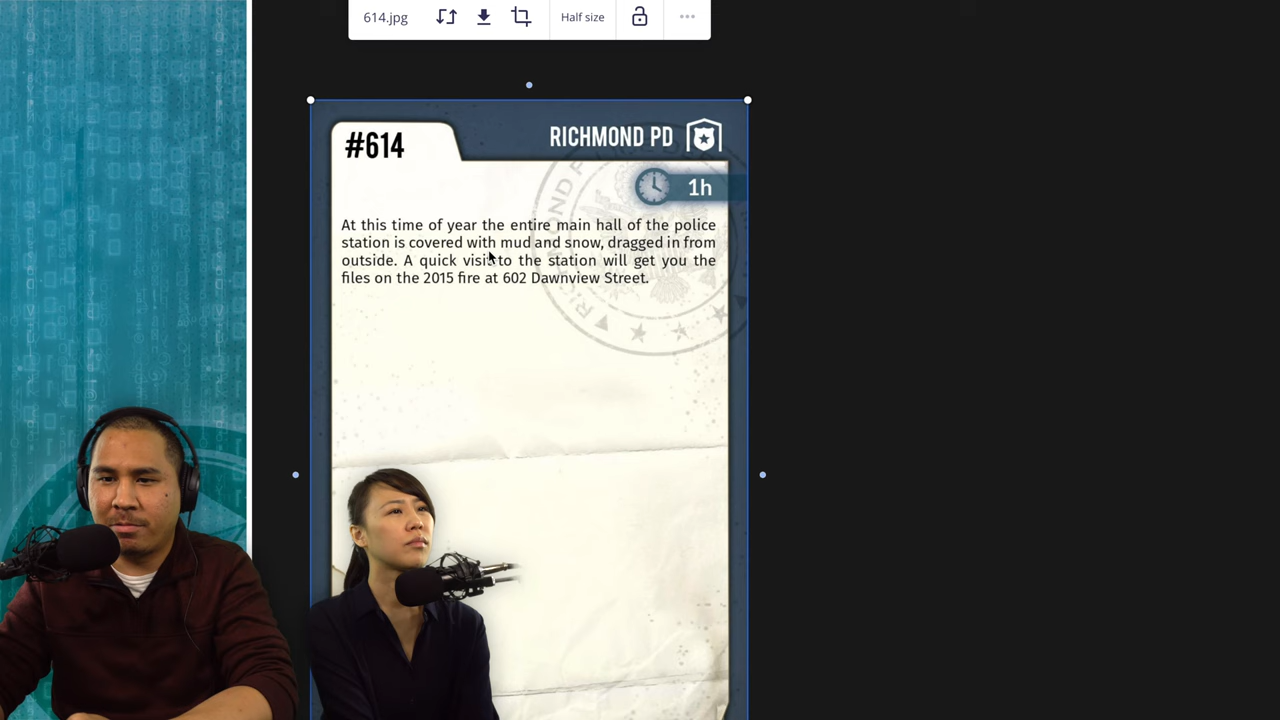 614.jpg
Half size
#614
RICHMOND PD
1h
At this time of year the entire main hall of the police
station is covered with mud and snow, dragged in from
outside. A quick visit to the station will get you the
files on the 2015 fire at 602 Dawnview Street.